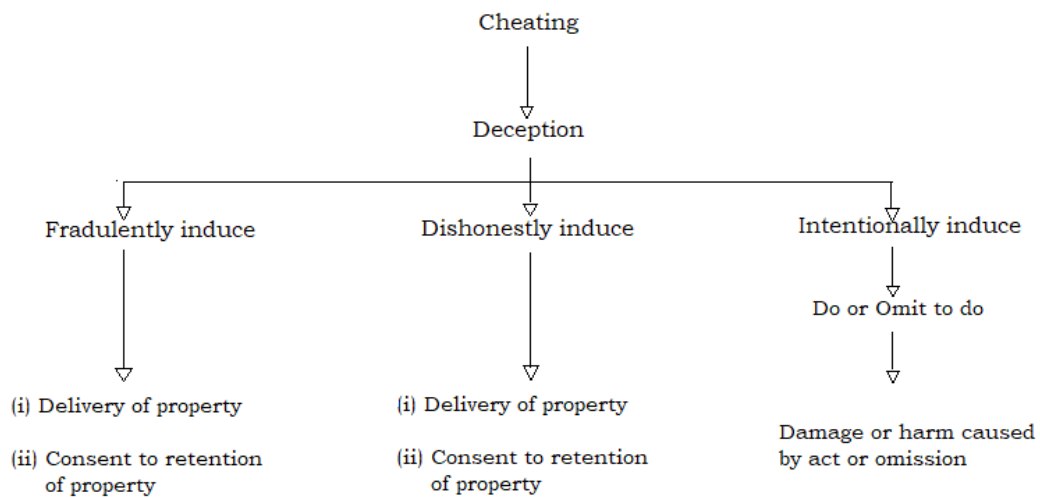 Cheating
Deception
Fradulently induce
Dishonestly induce
Intentionally induce
Do or Omit to do
(i) Delivery of property
(ii) Consent to retention
of property
(i) Delivery of property
(ii) Consent to retention
of property
Damage or harm caused
by act or omission